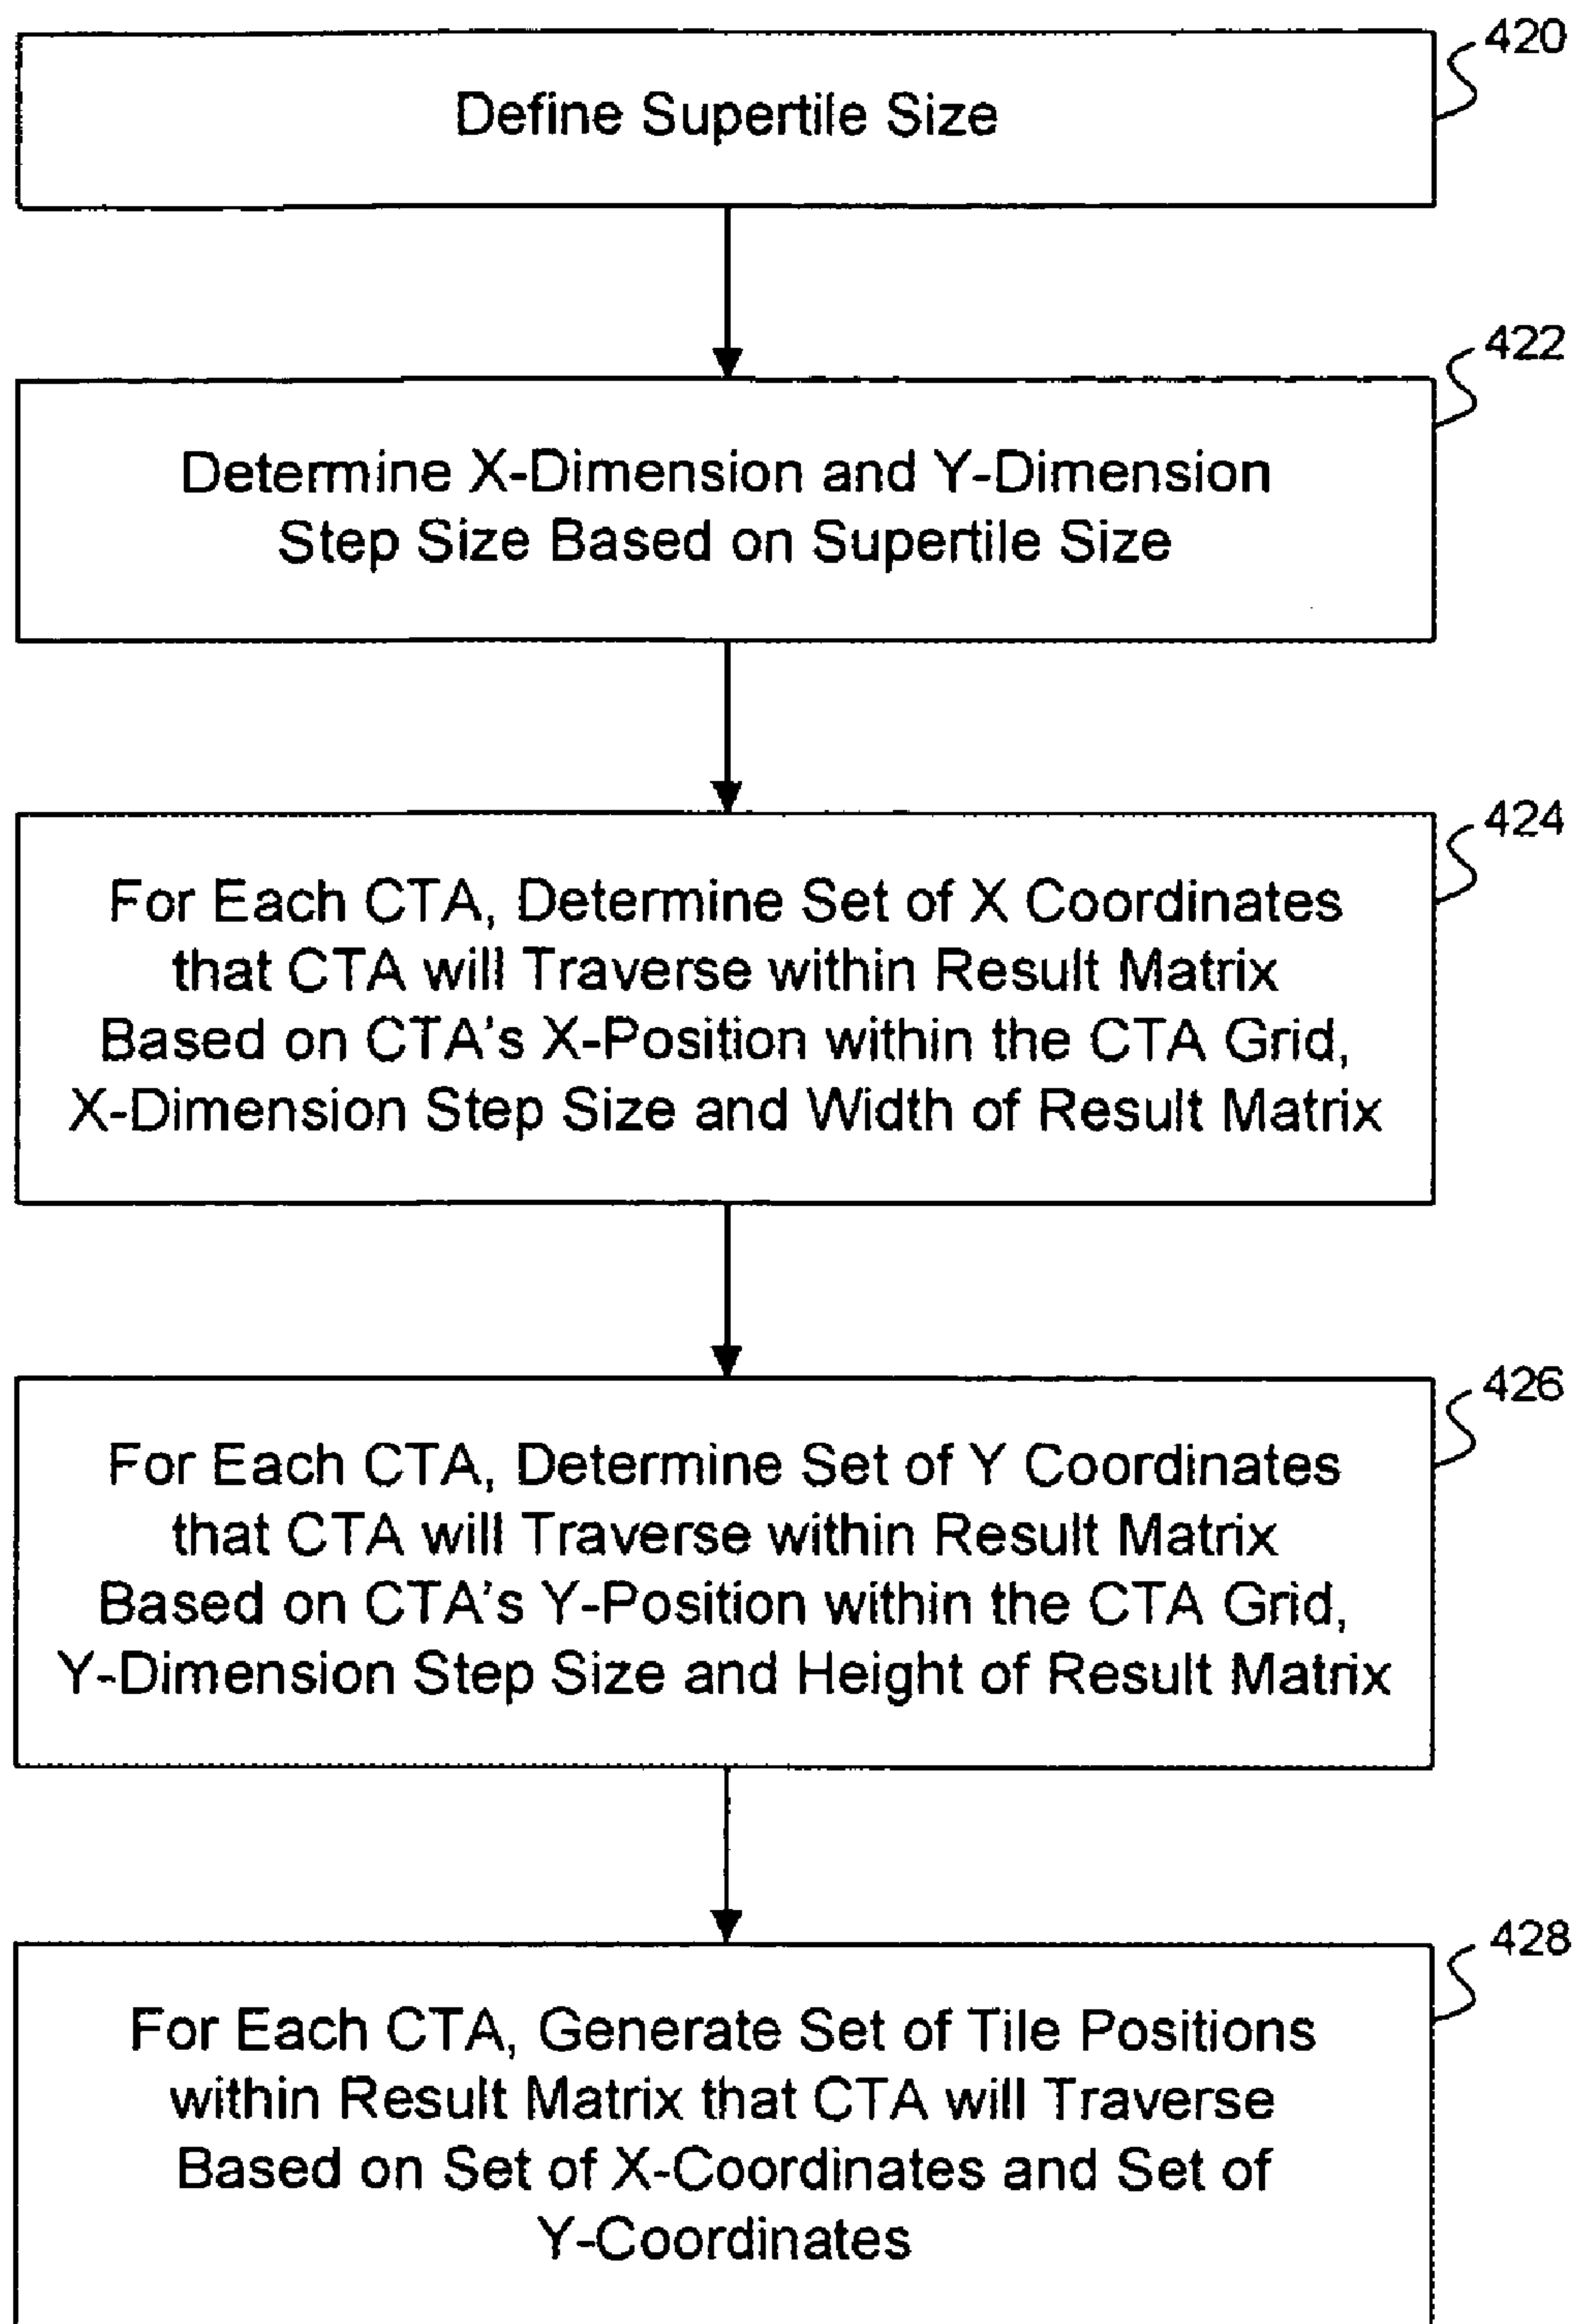 420
Define Supertile Size
422
Determine X-Dimension and Y-Dimension
Step Size Based on Supertile Size
424
For Each CTA, Determine Set of X Coordinates
that CTA will Traverse within Result Matrix
Based on CTA's X-Position within the CTA Grid,
X-Dimension Step Size and Width of Result Matrix
426
For Each CTA, Determine Set of Y Coordinates
that CTA will Traverse within Result Matrix
Based on CTA's Y-Position within the CTA Grid,
Y-Dimension Step Size and Height of Result Matrix
428
For Each CTA, Generate Set of Tile Positions
within Result Matrix that CTA will Traverse
Based on Set of X-Coordinates and Set of
Y-Coordinates